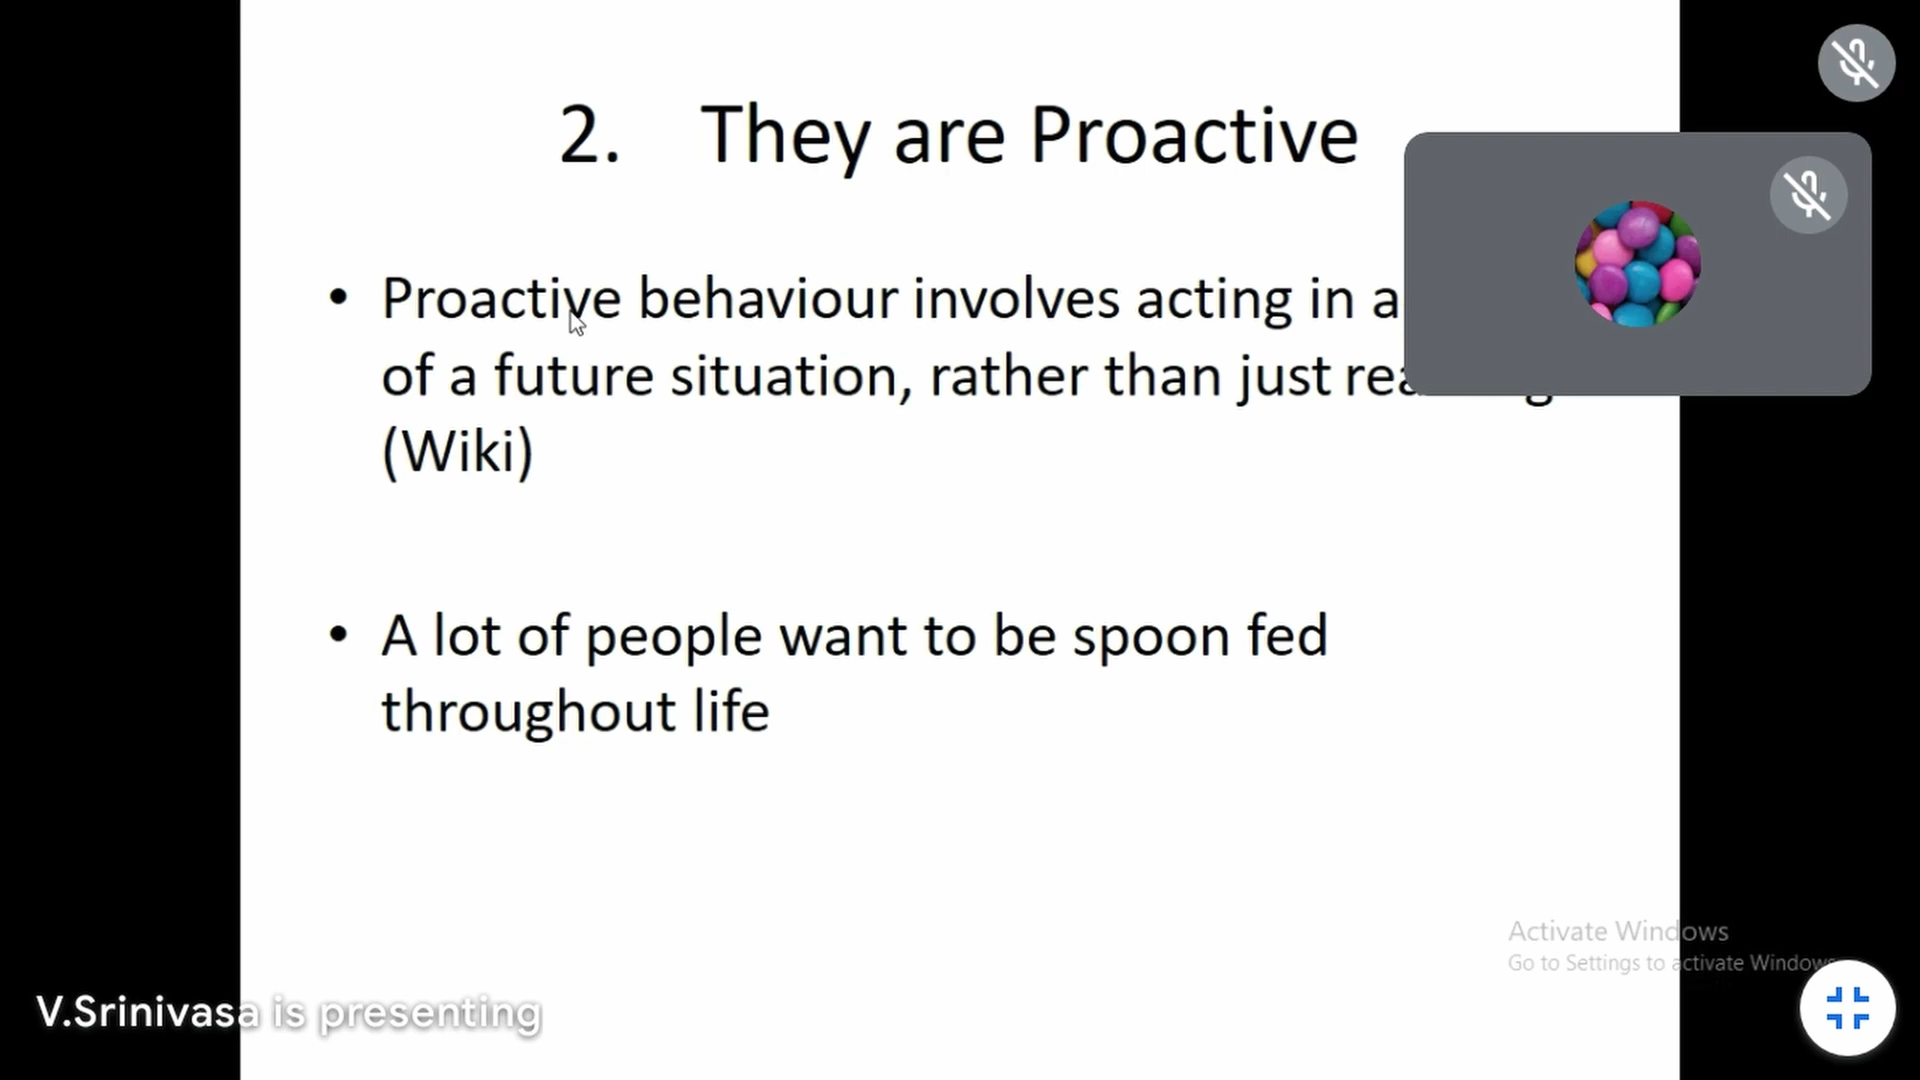 2. They are Proactive
• Proactive behaviour involves acting in
of a future situation, rather than just
(Wiki)
• A lot of people want to be spoon fed
throughout life
Activate Windows
Go to Settings to activate Windows
V.Srinivasa is presenting